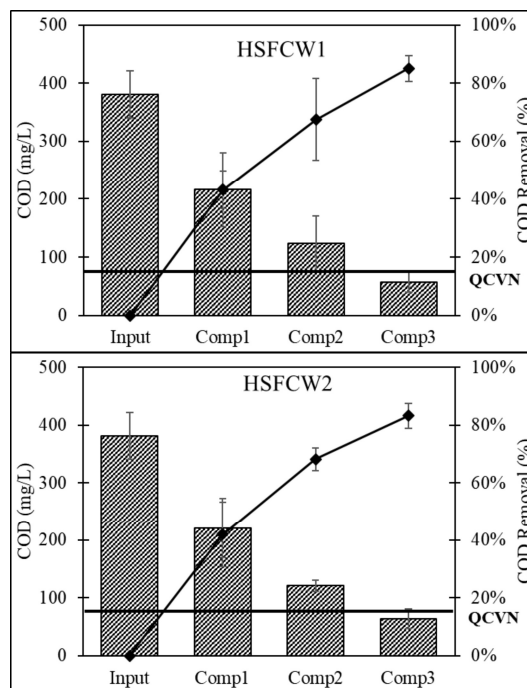 HSFCW1
COD (mg/L)
500
400
300
200
100
0
100%
80%
60%
40%
20%
0%
COD Removal (%)
QCVN
Input Comp1 Comp2 Comp3
HSFCW2
COD (mg/L)
500
400
300
200
100
0
100%
80%
60%
40%
20%
0%
COD Removal (%)
QCVN
Input Comp1 Comp2 Comp3